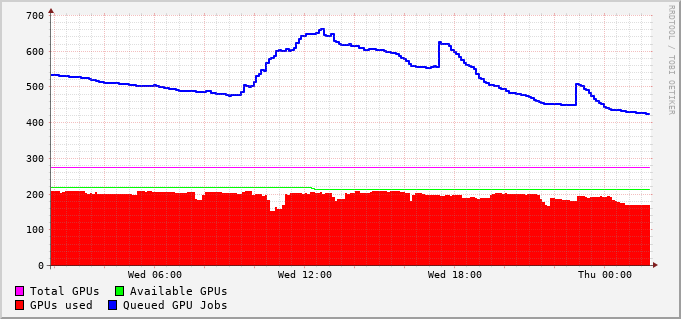 700
600
500
400
300
200
100
0
Wed 06:00 Wed 12:00 Wed 18:00 Thu 00:00
Total GPUs Available GPUs
GPUs used Queued GPU Jobs
RRDTOOL / TOBI OETIKER